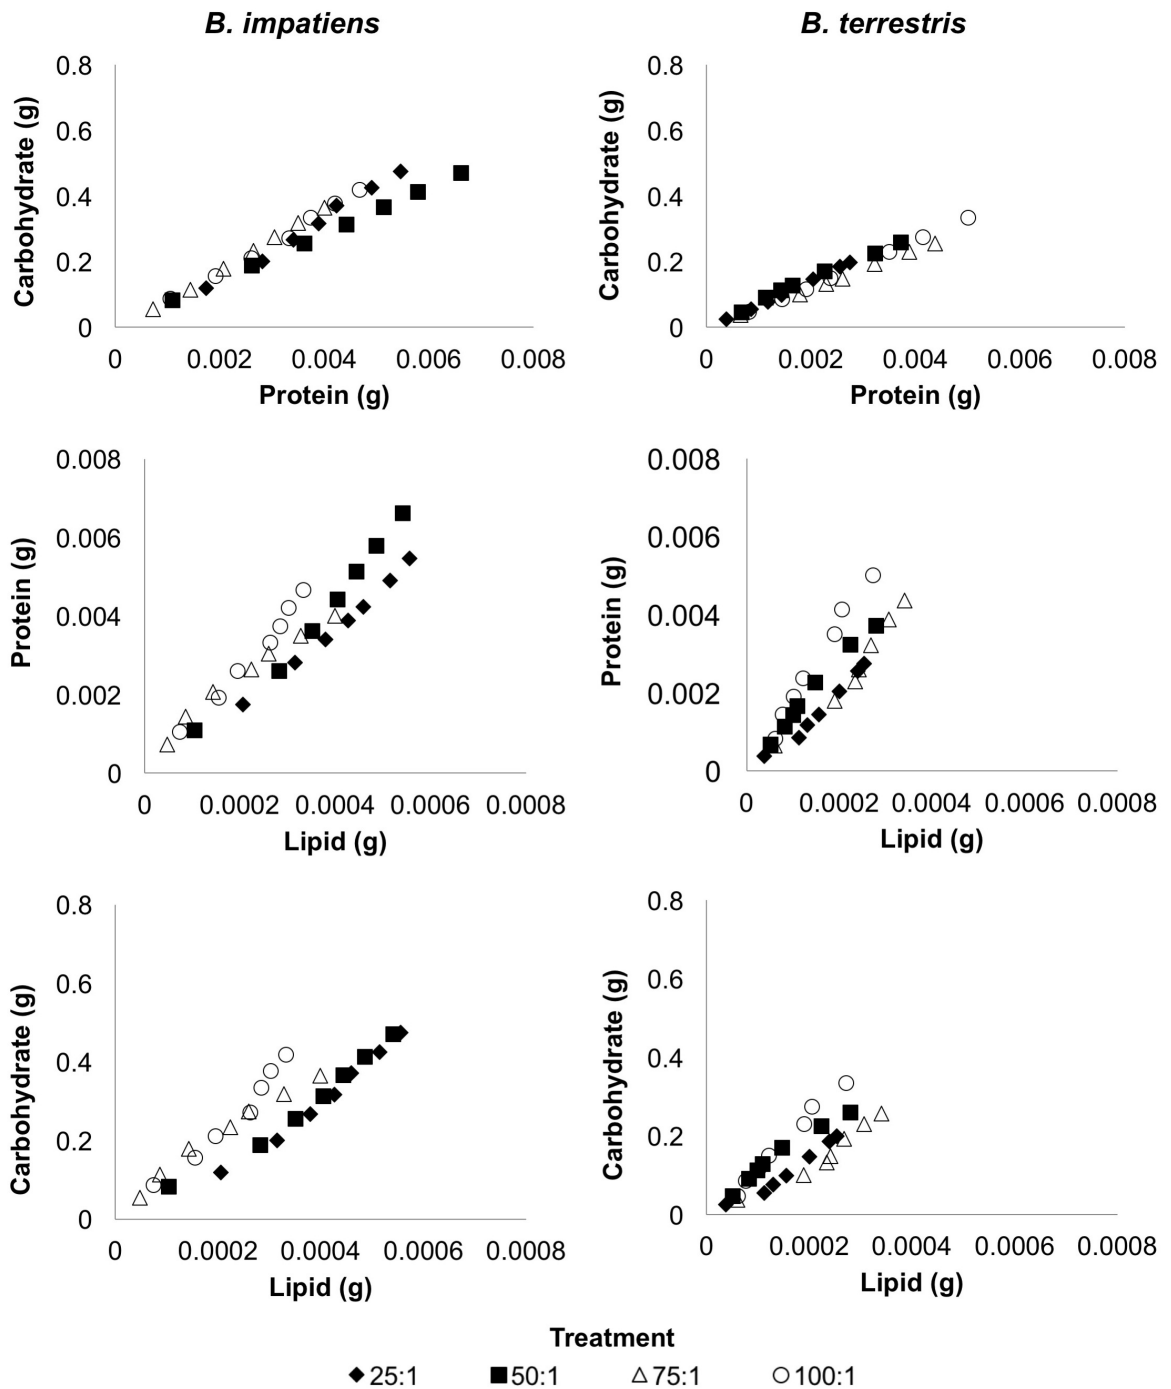 B. impatiens
B. terrestris
0.8
0.6
0.4
0.2
0
Carbohydrate (g)
0 0.002 0.004 0.006 0.008
Protein (g)
0.8
0.6
0.4
0.2
0
Carbohydrate (g)
0 0.002 0.004 0.006 0.008
Protein (g)
0.008
0.006
0.004
0.002
0
Protein (g)
0 0.0002 0.0004 0.0006 0.0008
Lipid (g)
0.008
0.006
0.004
0.002
0
Protein (g)
0 0.0002 0.0004 0.0006 0.0008
Lipid (g)
0.8
0.6
0.4
0.2
0
Carbohydrate (g)
0 0.0002 0.0004 0.0006 0.0008
Lipid (g)
0.8
0.6
0.4
0.2
0
Carbohydrate (g)
0 0.0002 0.0004 0.0006 0.0008
Lipid (g)
Treatment
25:1 50:1 75:1 100:1